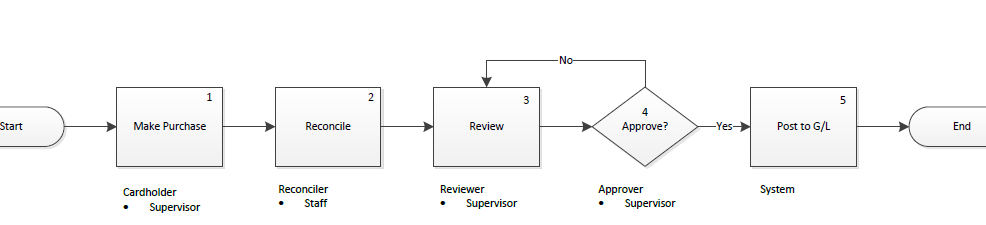 No
1
2
3
4
5
Start
Make Purchase
Reconcile
Review
Approve?
Yes
Post to G/L
End
Cardholder
• Supervisor
Reconciler
• Staff
Reviewer
• Supervisor
Approver
• Supervisor
System